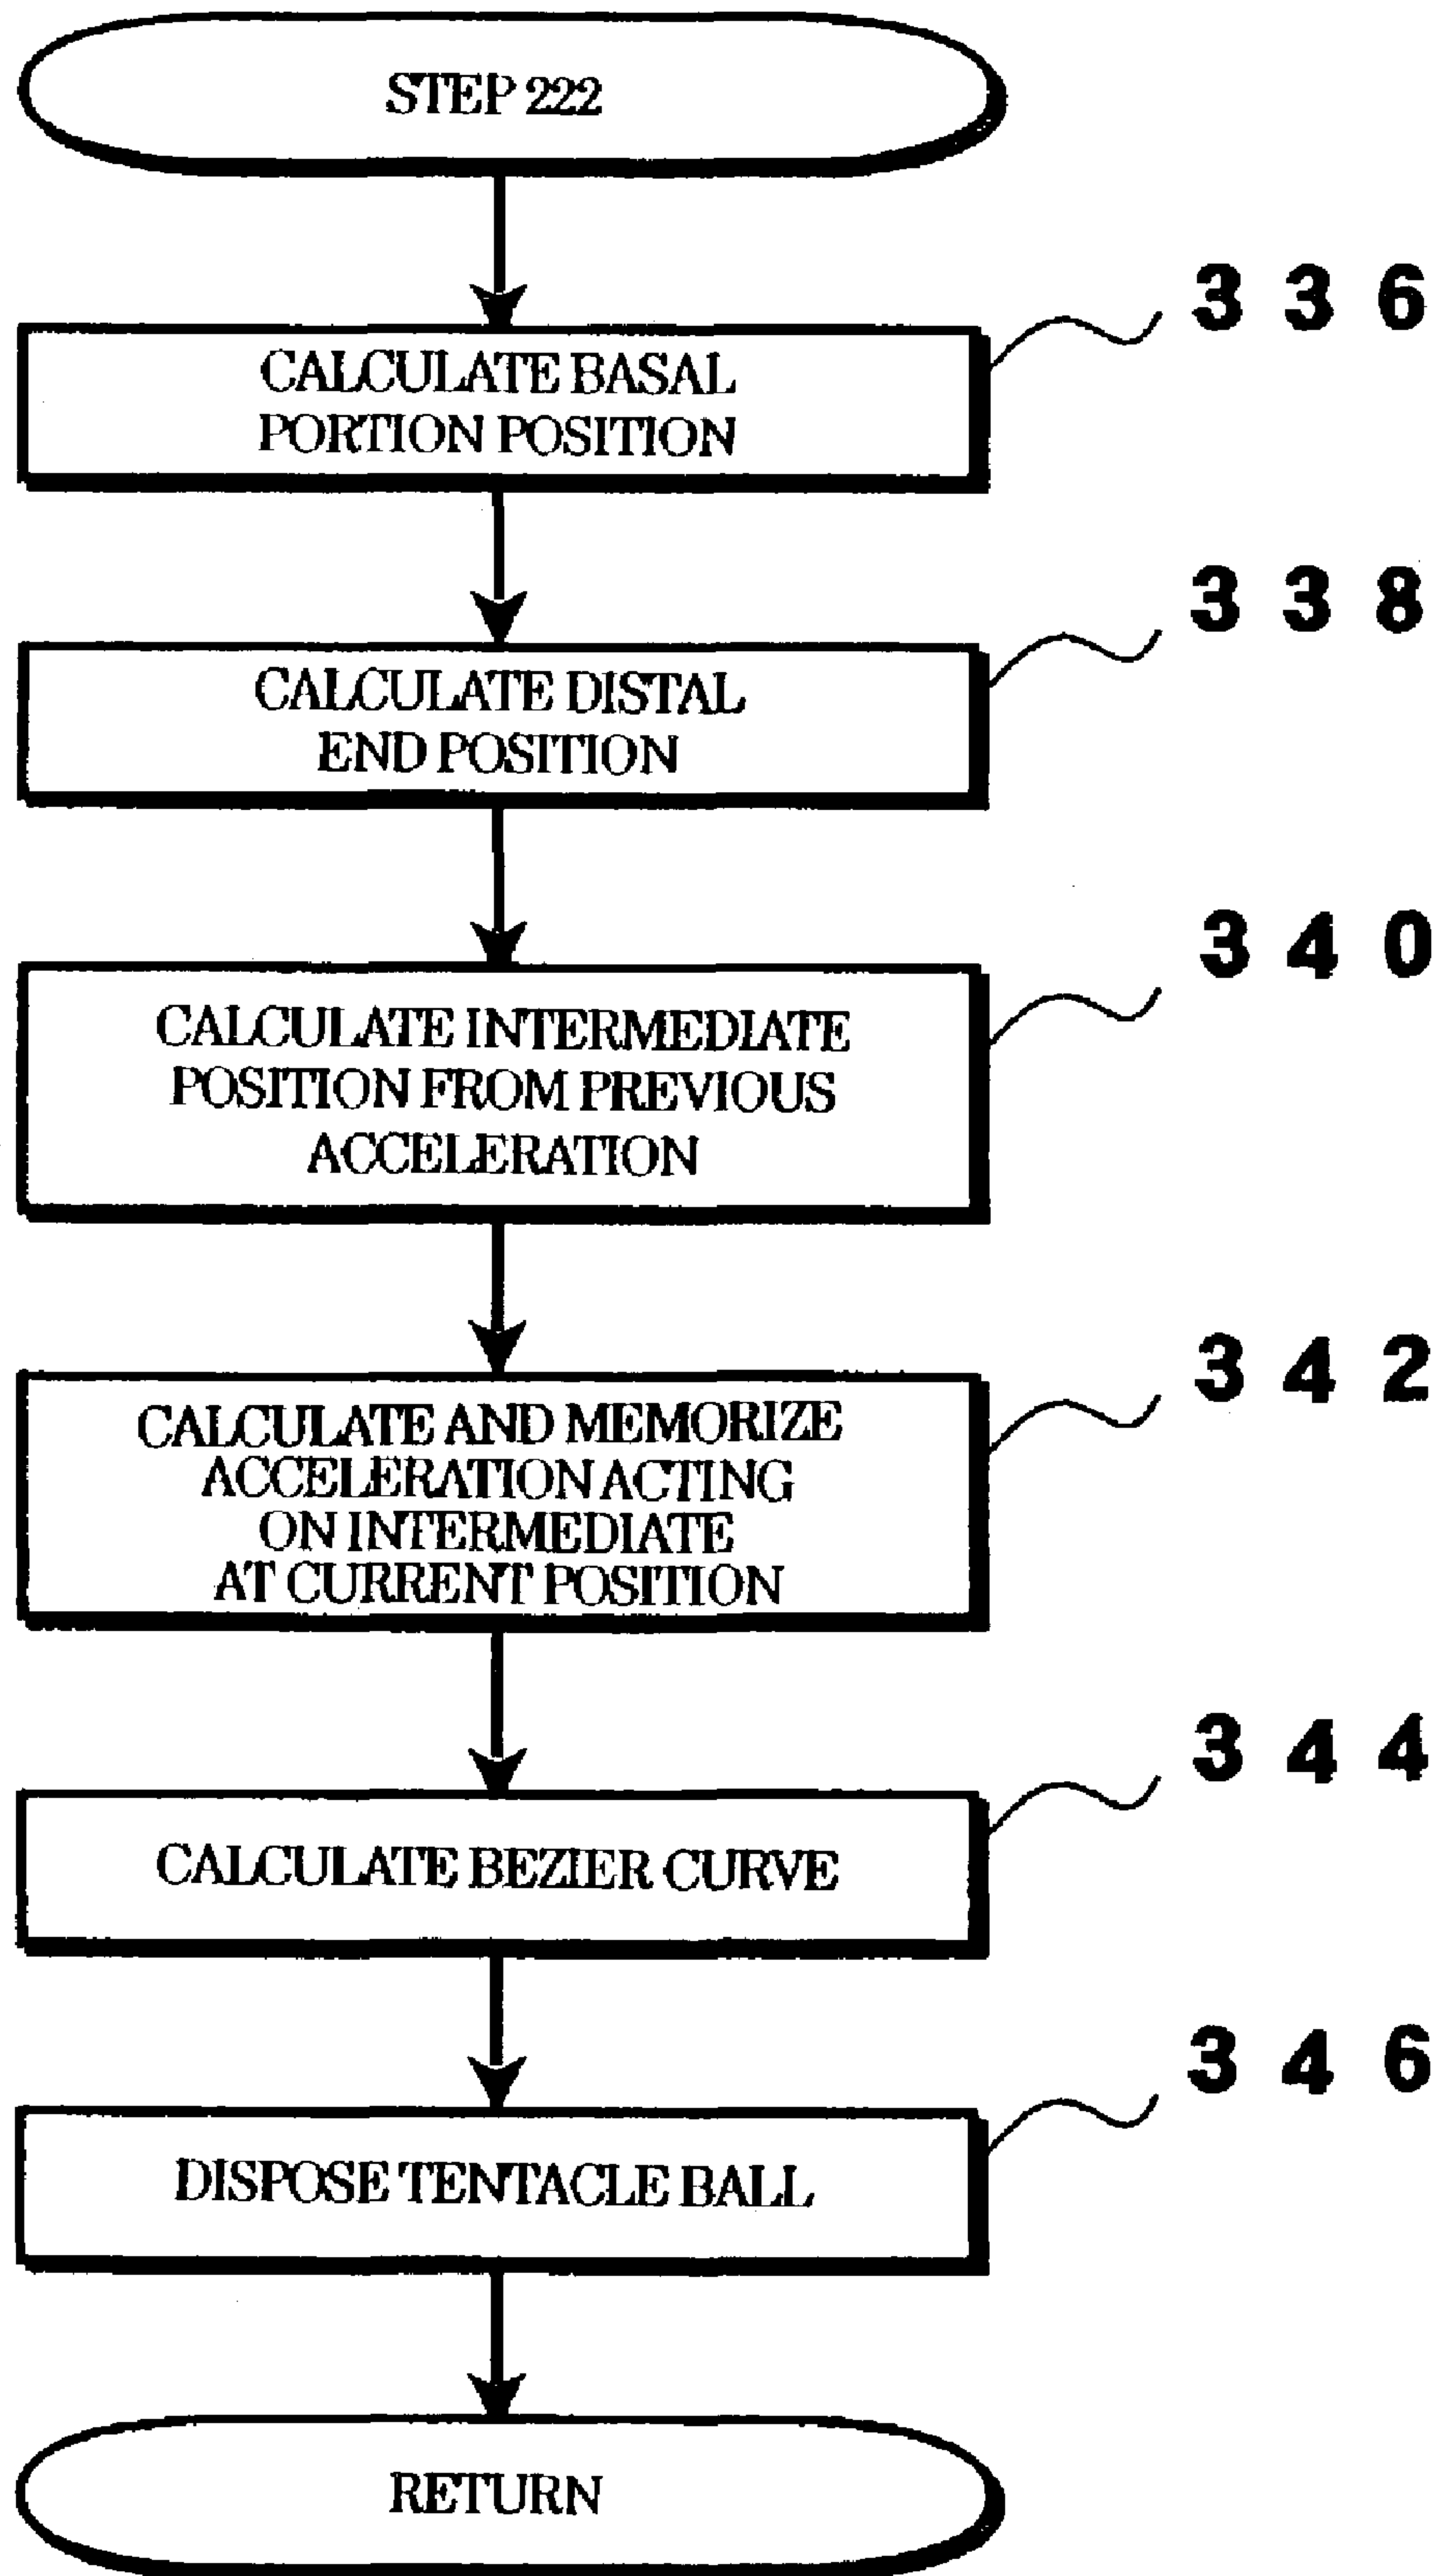 STEP 222
336
CALCULATE BASAL
PORTION POSITION
338
CALCULATE DISTAL
END POSITION
340
CALCULATE INTERMEDIATE
POSITION FROM PREVIOUS
ACCELERATION
342
CALCULATE AND MEMORIZE
ACCELERATION ACTING
ON INTERMEDIATE
AT CURRENT POSITION
344
CALCULATE BEZIER CURVE
346
DISPOSE TENTACLE BALL
RETURN